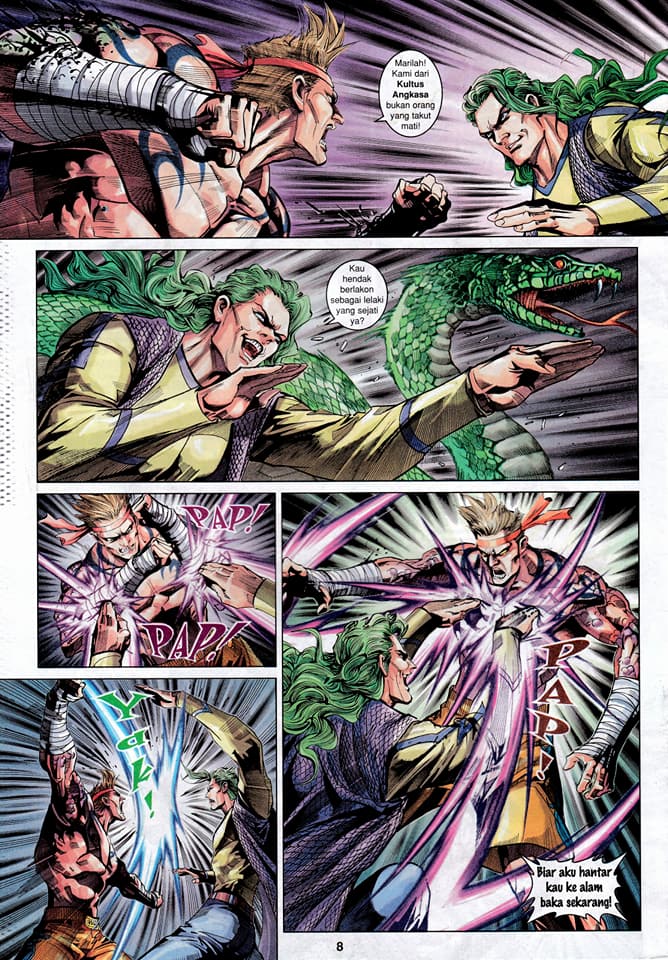 Marilah!
Kami dari
Kultus
Angkasa
bukan orang
yang takut
mati!
Kau
hendak
berlakon
sebagai lelaki
yang sejati
ya?
PAP!
PAP!
PAP!
Yak!
Biar aku hantar
kau ke alam
baka sekarang!
8